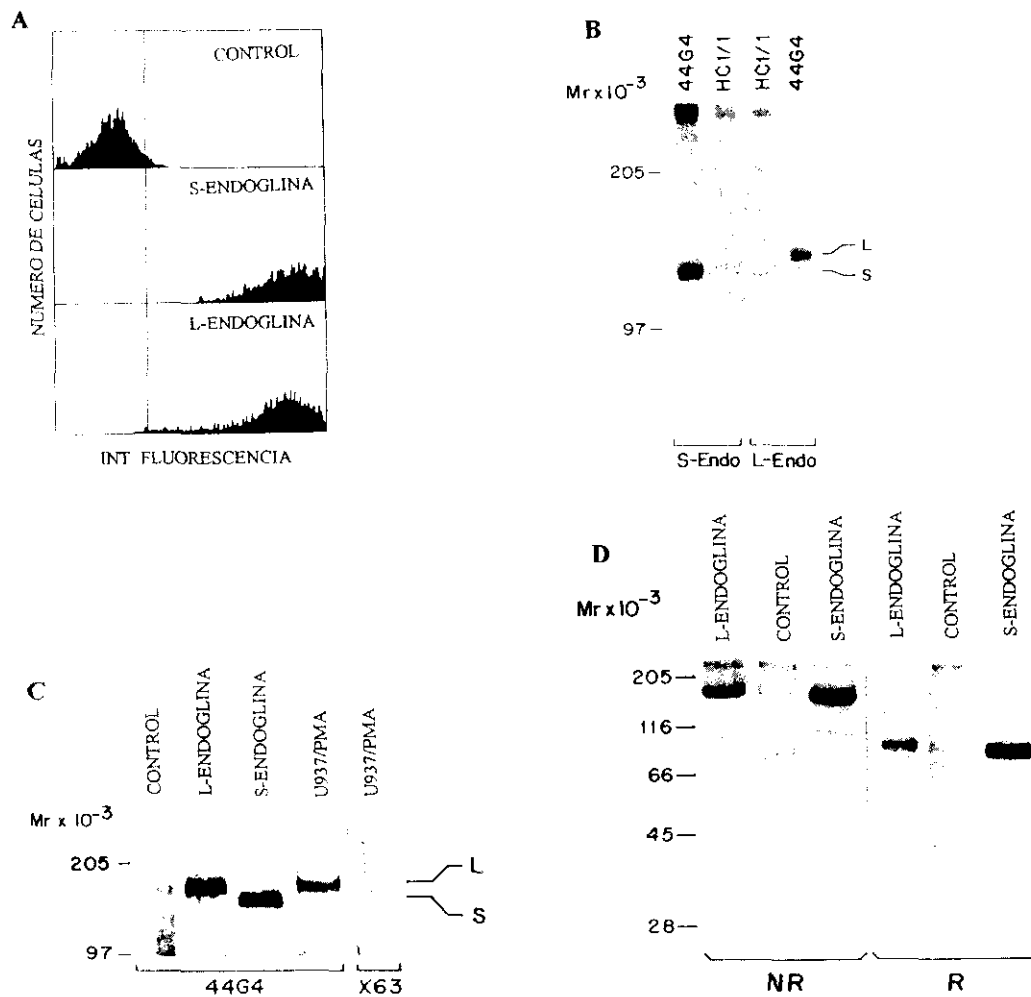 A
CONTROL
S-ENDOGLINA
L-ENDOGLINA
NUMERO DE CELULAS
INT FLUORESCENCIA
B
44G4
HC1/1
HC1/1
44G4
Mr x 10⁻³
205
97
L
S
S-Endo
L-Endo
C
CONTROL
L-ENDOGLINA
S-ENDOGLINA
U937/PMA
U937/PMA
Mr x 10⁻³
205
97
L
S
44G4
X63
D
L-ENDOGLINA
CONTROL
S-ENDOGLINA
L-ENDOGLINA
CONTROL
S-ENDOGLINA
Mr x 10⁻³
205
116
66
45
28
NR
R